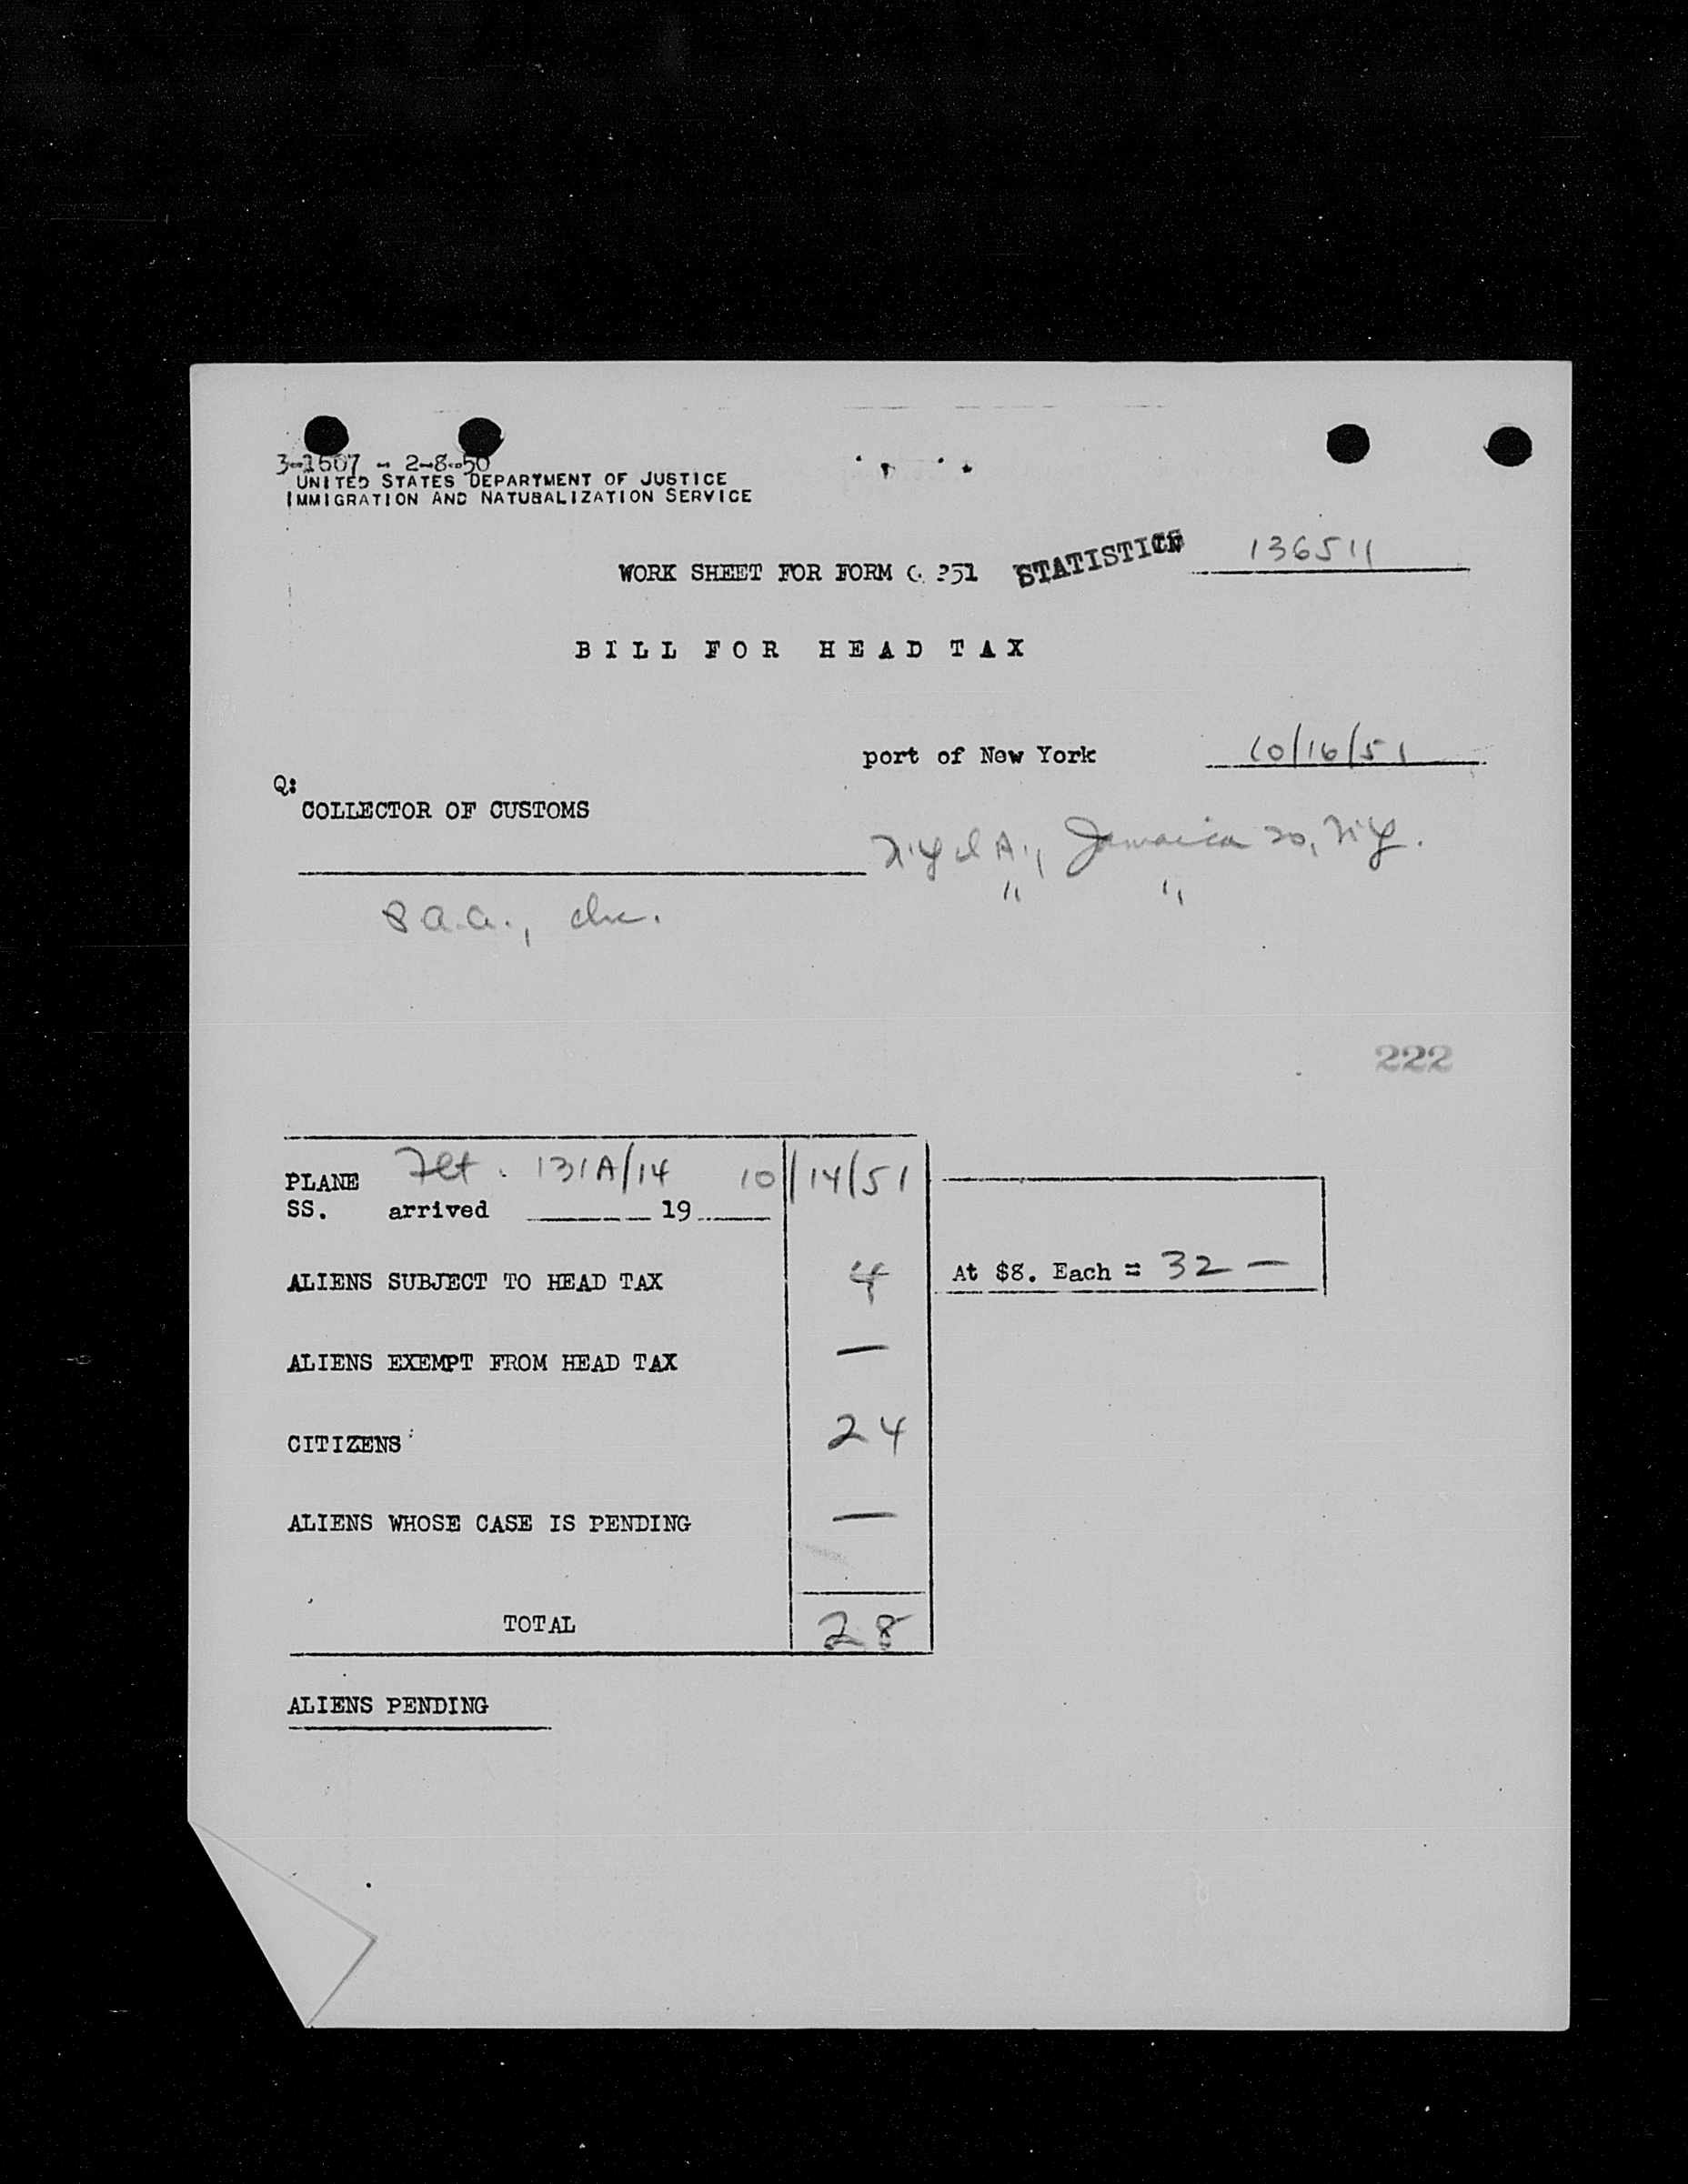 3-1607 - 2-8-50
UNITED STATES DEPARTMENT OF JUSTICE
IMMIGRATION AND NATURALIZATION SERVICE
WORK SHEET FOR FORM 351 STATISTICS 136511
BILL FOR HEAD TAX
port of New York 10/16/51
Q:
COLLECTOR OF CUSTOMS
Jamaica 20, N.Y.
" "
222
PLANE Flt. 131A/14 10/14/51
SS. arrived 19
ALIENS SUBJECT TO HEAD TAX 4 At $8. Each = 32 —
ALIENS EXEMPT FROM HEAD TAX —
CITIZENS 24
ALIENS WHOSE CASE IS PENDING —
TOTAL 28
ALIENS PENDING